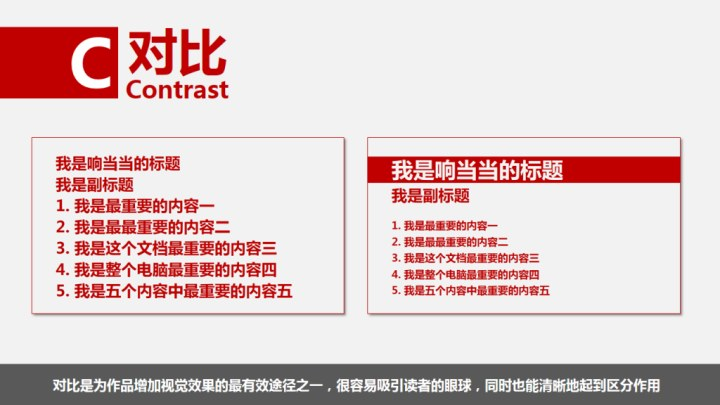 C 对比
Contrast
我是响当当的标题
我是副标题
1. 我是最重要的内容一
2. 我是最最重要的内容二
3. 我是这个文档最重要的内容三
4. 我是整个电脑最重要的内容四
5. 我是五个内容中最重要的内容五
我是响当当的标题
我是副标题
1. 我是最重要的内容一
2. 我是最最重要的内容二
3. 我是这个文档最重要的内容三
4. 我是整个电脑最重要的内容四
5. 我是五个内容中最重要的内容五
对比是为作品增加视觉效果的最有效途径之一，很容易吸引读者的眼球，同时也能清晰地起到区分作用